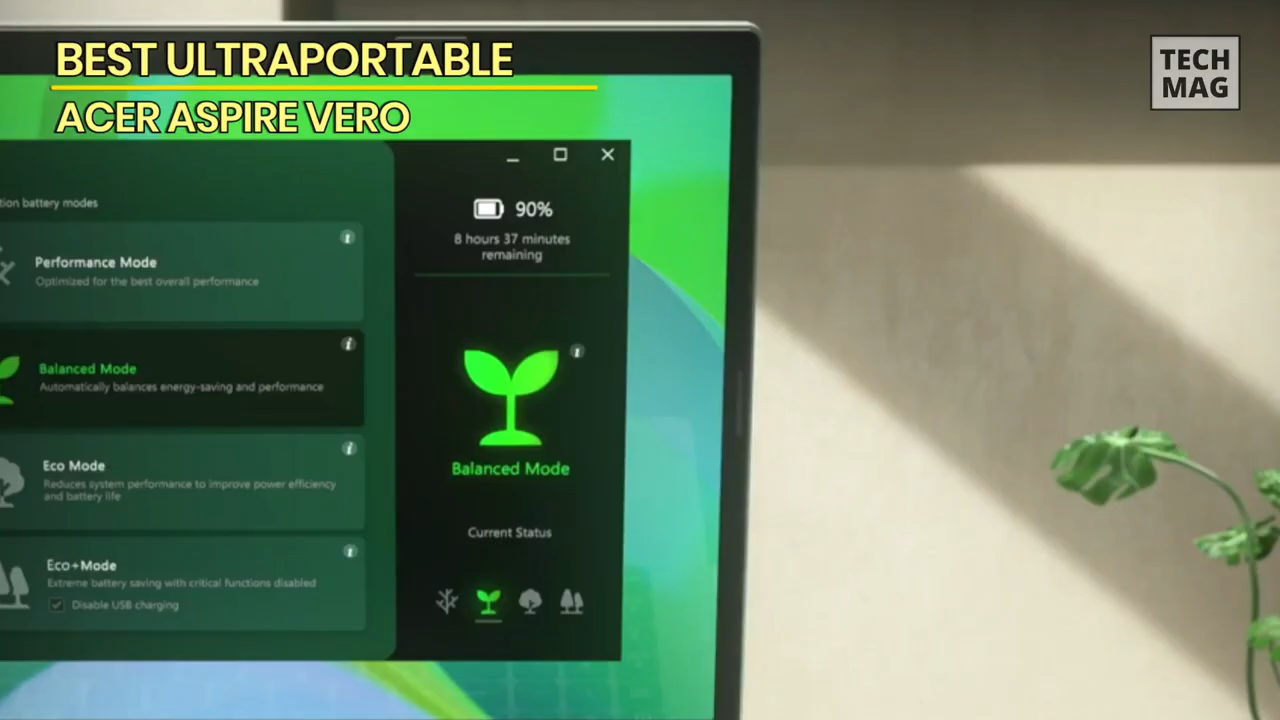 BEST ULTRAPORTABLE
ACER ASPIRE VERO
TECH
MAG
tion battery modes
Performance Mode
Optimized for the best overall performance
Balanced Mode
Automatically balances energy-saving and performance
Eco Mode
Reduces system performance to improve power efficiency
and battery life
Eco+Mode
Extreme battery saving with critical functions disabled
Disable USB charging
90%
8 hours 37 minutes
remaining
Balanced Mode
Current Status